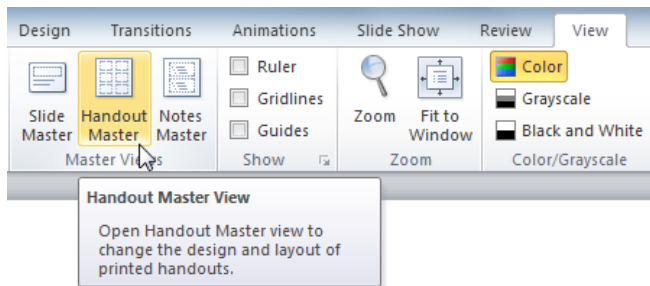 Design Transitions Animations Slide Show Review View
Slide Master
Handout Master
Notes Master
Master Views
Ruler
Gridlines
Guides
Show
Zoom
Fit to Window
Zoom
Color
Grayscale
Black and White
Color/Grayscale
Handout Master View
Open Handout Master view to
change the design and layout of
printed handouts.